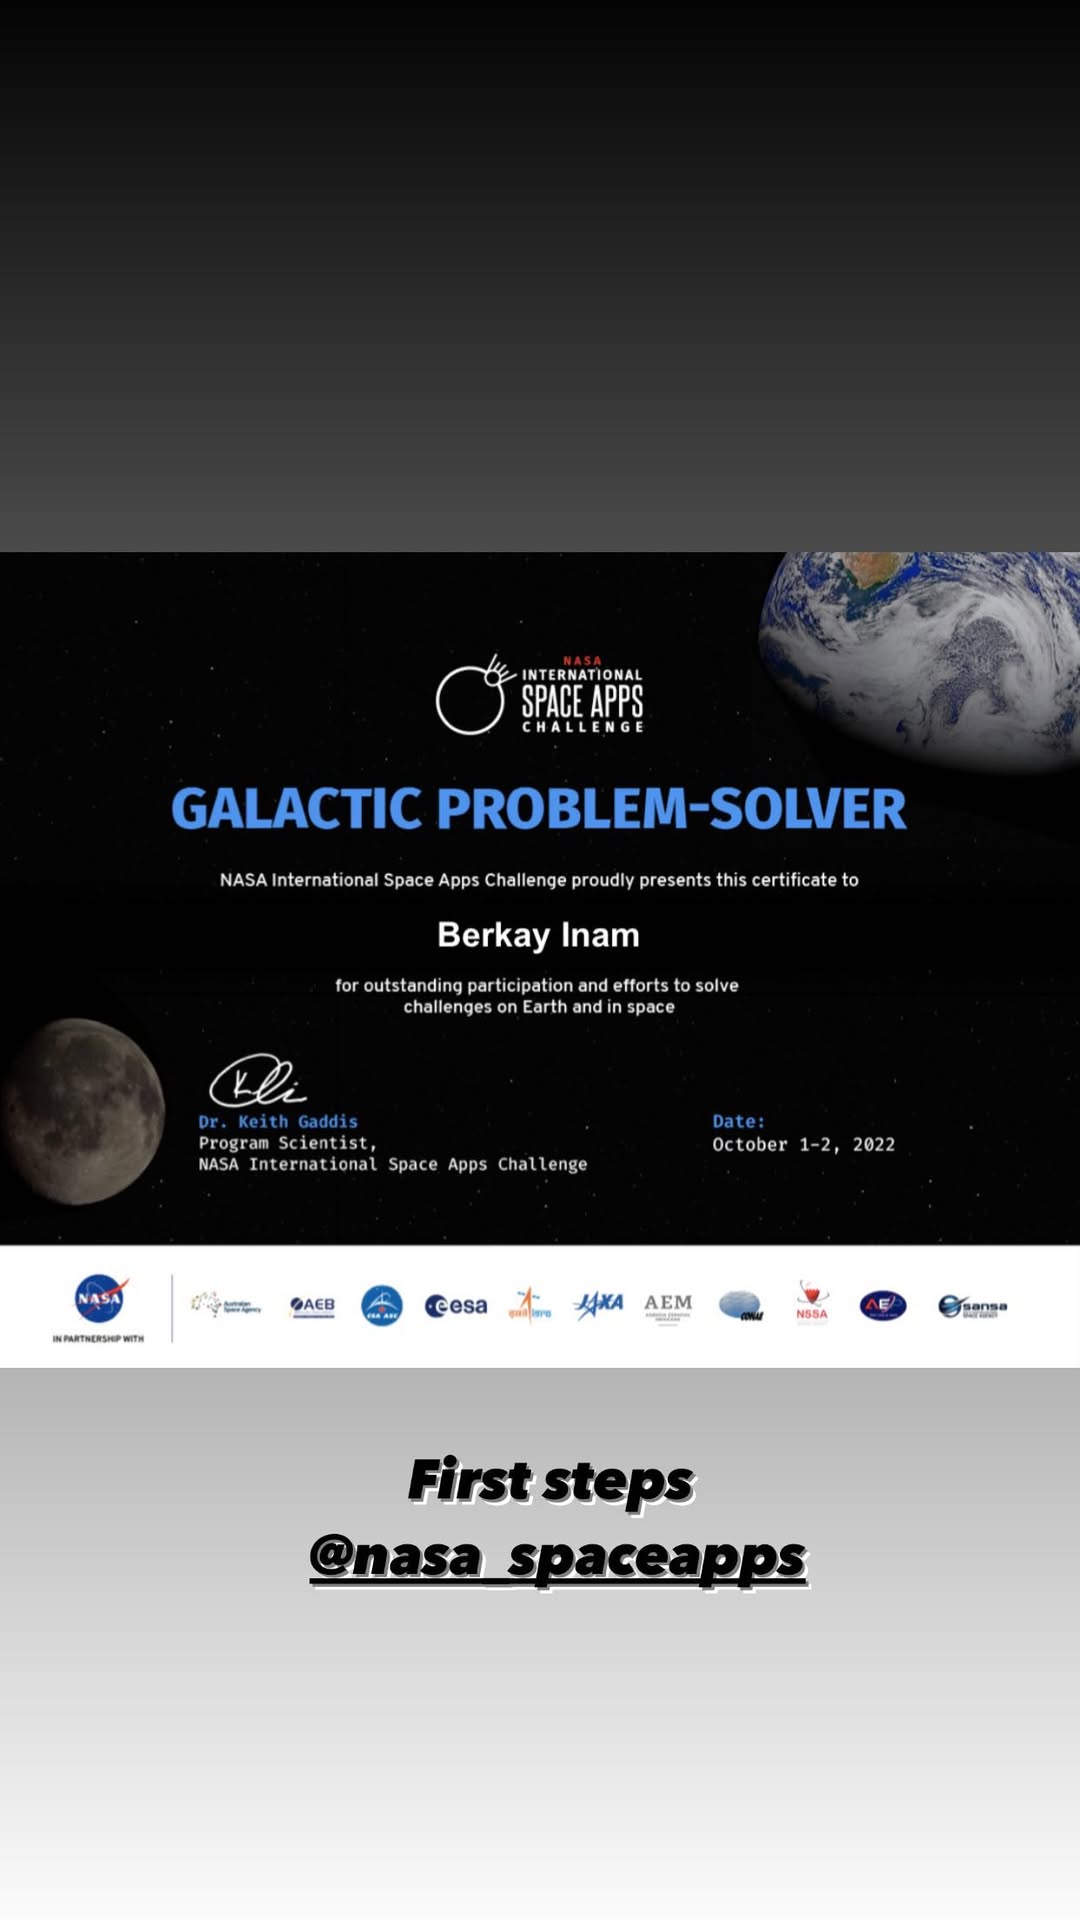 NASA
INTERNATIONAL
SPACE APPS
CHALLENGE
GALACTIC PROBLEM-SOLVER
NASA International Space Apps Challenge proudly presents this certificate to
Berkay Inam
for outstanding participation and efforts to solve
challenges on Earth and in space
Dr. Keith Gaddis
Program Scientist,
NASA International Space Apps Challenge
Date:
October 1-2, 2022
NASA
IN PARTNERSHIP WITH
Australian
Space Agency
AEB
esa
इसरो isro
JAXA
AEM
CONAE
NSSA
AE
sansa
First steps
@nasa_spaceapps